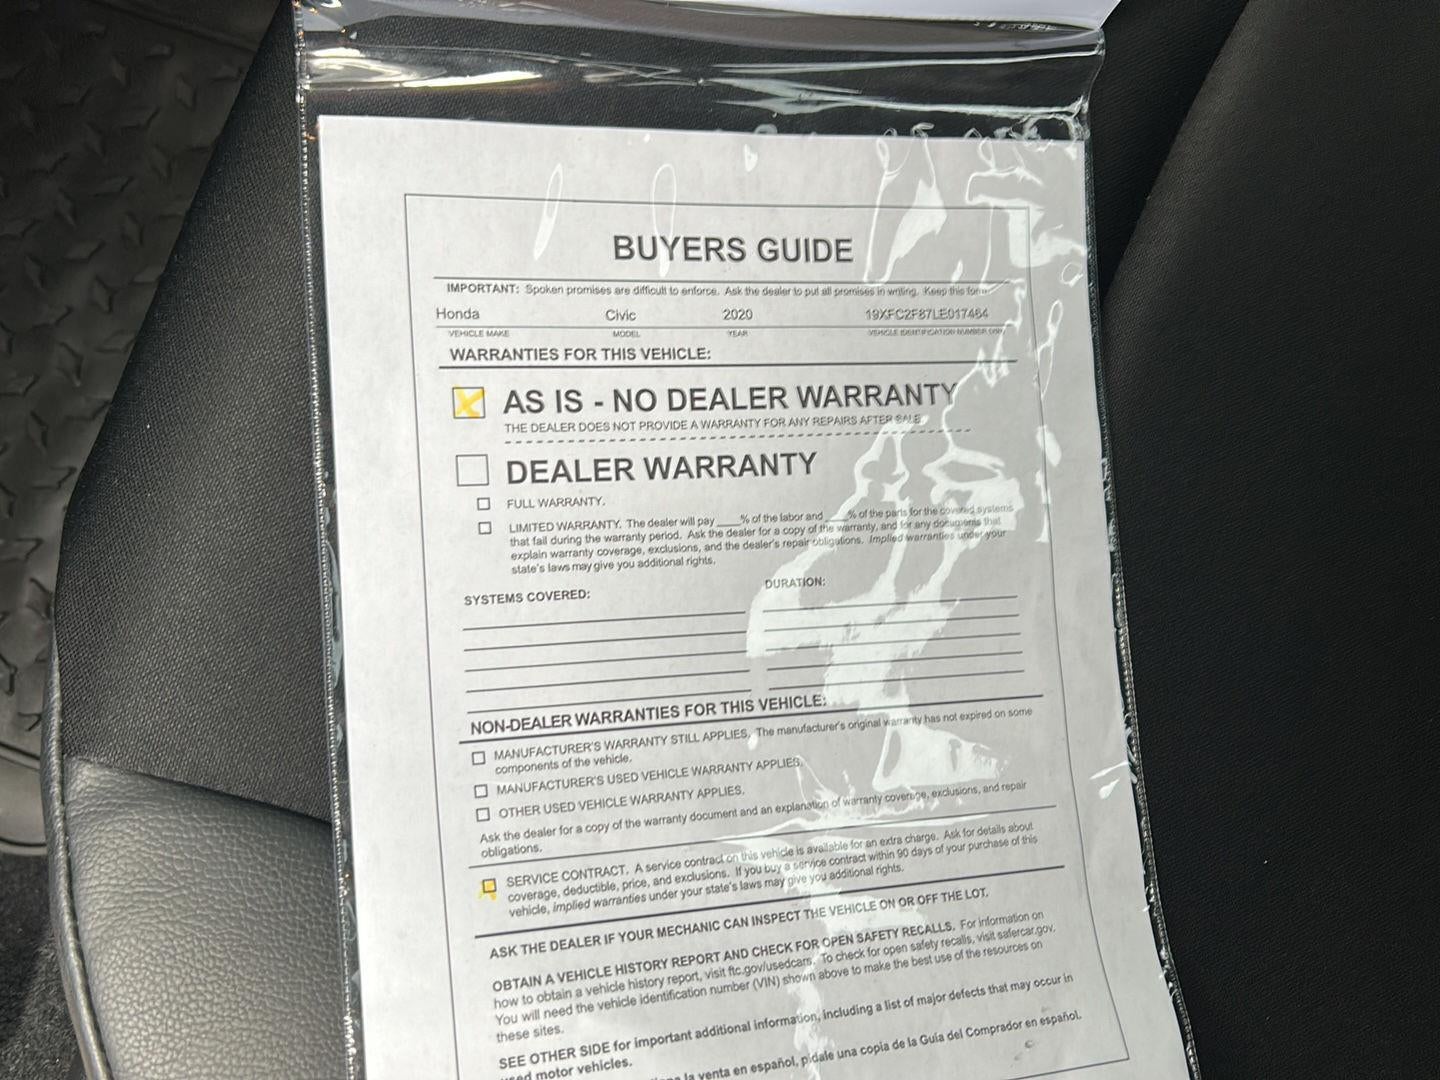 BUYERS GUIDE
IMPORTANT: Spoken promises are difficult to enforce. Ask the dealer to put all promises in writing. Keep this form.
Honda Civic 2020 19XFC2F87LE017464
VEHICLE MAKE MODEL YEAR VEHICLE IDENTIFICATION NUMBER (VIN)
WARRANTIES FOR THIS VEHICLE:
AS IS - NO DEALER WARRANTY
THE DEALER DOES NOT PROVIDE A WARRANTY FOR ANY REPAIRS AFTER SALE.
DEALER WARRANTY
FULL WARRANTY.
LIMITED WARRANTY. The dealer will pay ____% of the labor and ____% of the parts for the covered systems
that fail during the warranty period. Ask the dealer for a copy of the warranty, and for any documents that
explain warranty coverage, exclusions, and the dealer's repair obligations. Implied warranties under your
state's laws may give you additional rights.
SYSTEMS COVERED: DURATION:
NON-DEALER WARRANTIES FOR THIS VEHICLE:
MANUFACTURER'S WARRANTY STILL APPLIES. The manufacturer's original warranty has not expired on some
components of the vehicle.
MANUFACTURER'S USED VEHICLE WARRANTY APPLIES.
OTHER USED VEHICLE WARRANTY APPLIES.
Ask the dealer for a copy of the warranty document and an explanation of warranty coverage, exclusions, and repair
obligations.
SERVICE CONTRACT. A service contract on this vehicle is available for an extra charge. Ask for details about
coverage, deductible, price, and exclusions. If you buy a service contract within 90 days of your purchase of this
vehicle, implied warranties under your state's laws may give you additional rights.
ASK THE DEALER IF YOUR MECHANIC CAN INSPECT THE VEHICLE ON OR OFF THE LOT.
OBTAIN A VEHICLE HISTORY REPORT AND CHECK FOR OPEN SAFETY RECALLS. For information on
how to obtain a vehicle history report, visit ftc.gov/usedcars. To check for open safety recalls, visit safercar.gov.
You will need the vehicle identification number (VIN) shown above to make the best use of the resources on
these sites.
SEE OTHER SIDE for important additional information, including a list of major defects that may occur in
used motor vehicles.
la venta en español, pídale una copia de la Guía del Comprador en español.